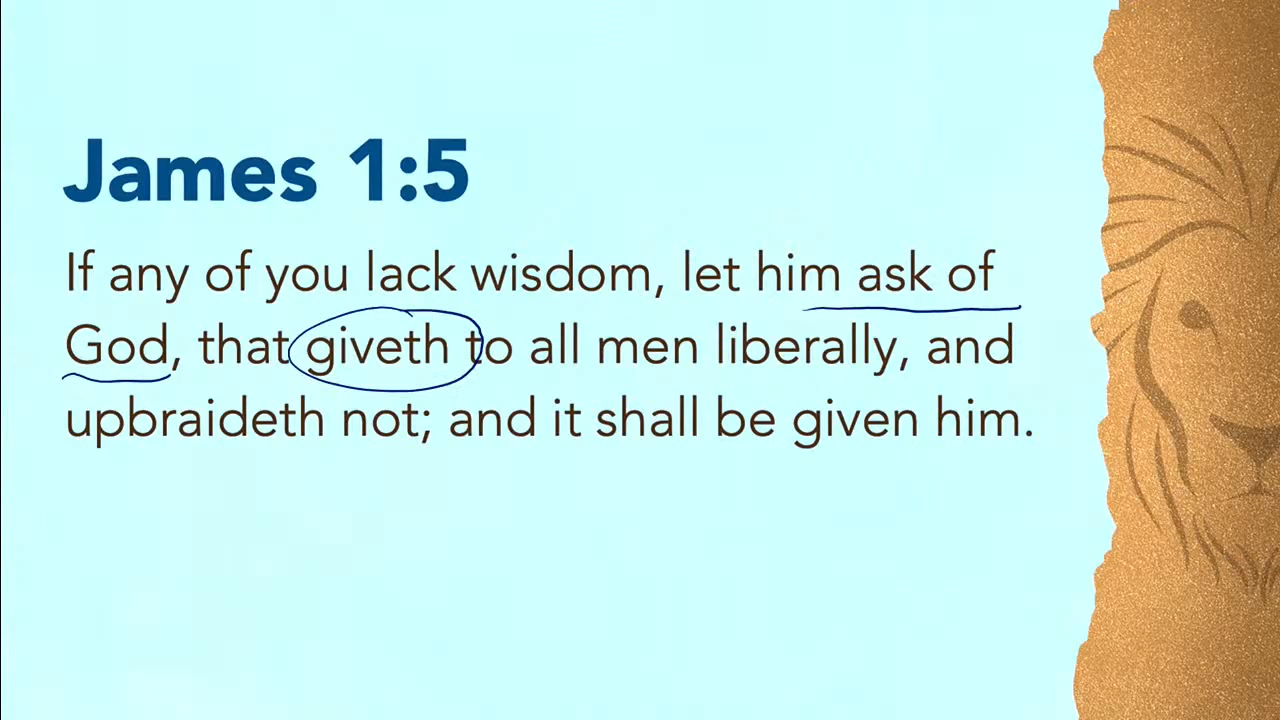 James 1:5
If any of you lack wisdom, let him ask of
God, that giveth to all men liberally, and
upbraideth not; and it shall be given him.